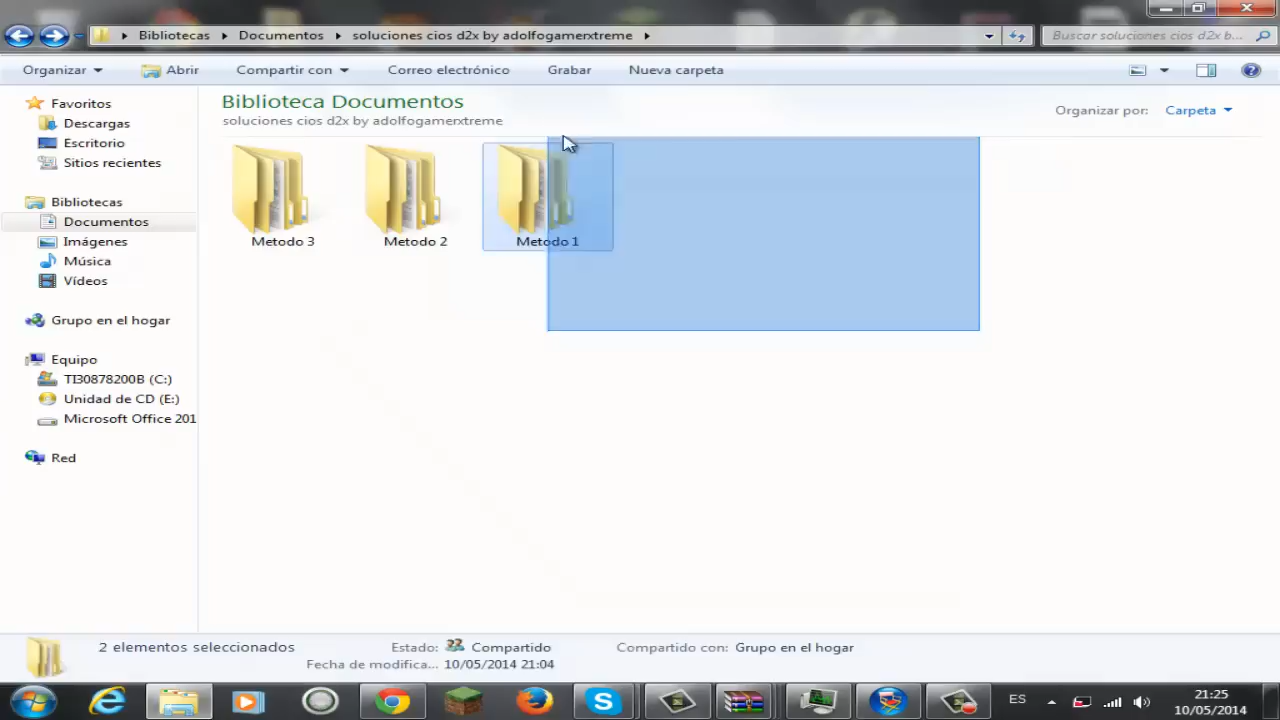 Bibliotecas Documentos soluciones cios d2x by adolfogamerxtreme
Buscar soluciones cios d2x b...
Organizar Abrir Compartir con Correo electrónico Grabar Nueva carpeta
Favoritos
Descargas
Escritorio
Sitios recientes
Bibliotecas
Documentos
Imágenes
Música
Vídeos
Grupo en el hogar
Equipo
TI30878200B (C:)
Unidad de CD (E:)
Microsoft Office 201
Red
Biblioteca Documentos
soluciones cios d2x by adolfogamerxtreme
Organizar por: Carpeta
Metodo 3
Metodo 2
Metodo 1
2 elementos seleccionados
Estado: Compartido
Compartido con: Grupo en el hogar
Fecha de modifica... 10/05/2014 21:04
ES
21:25
10/05/2014